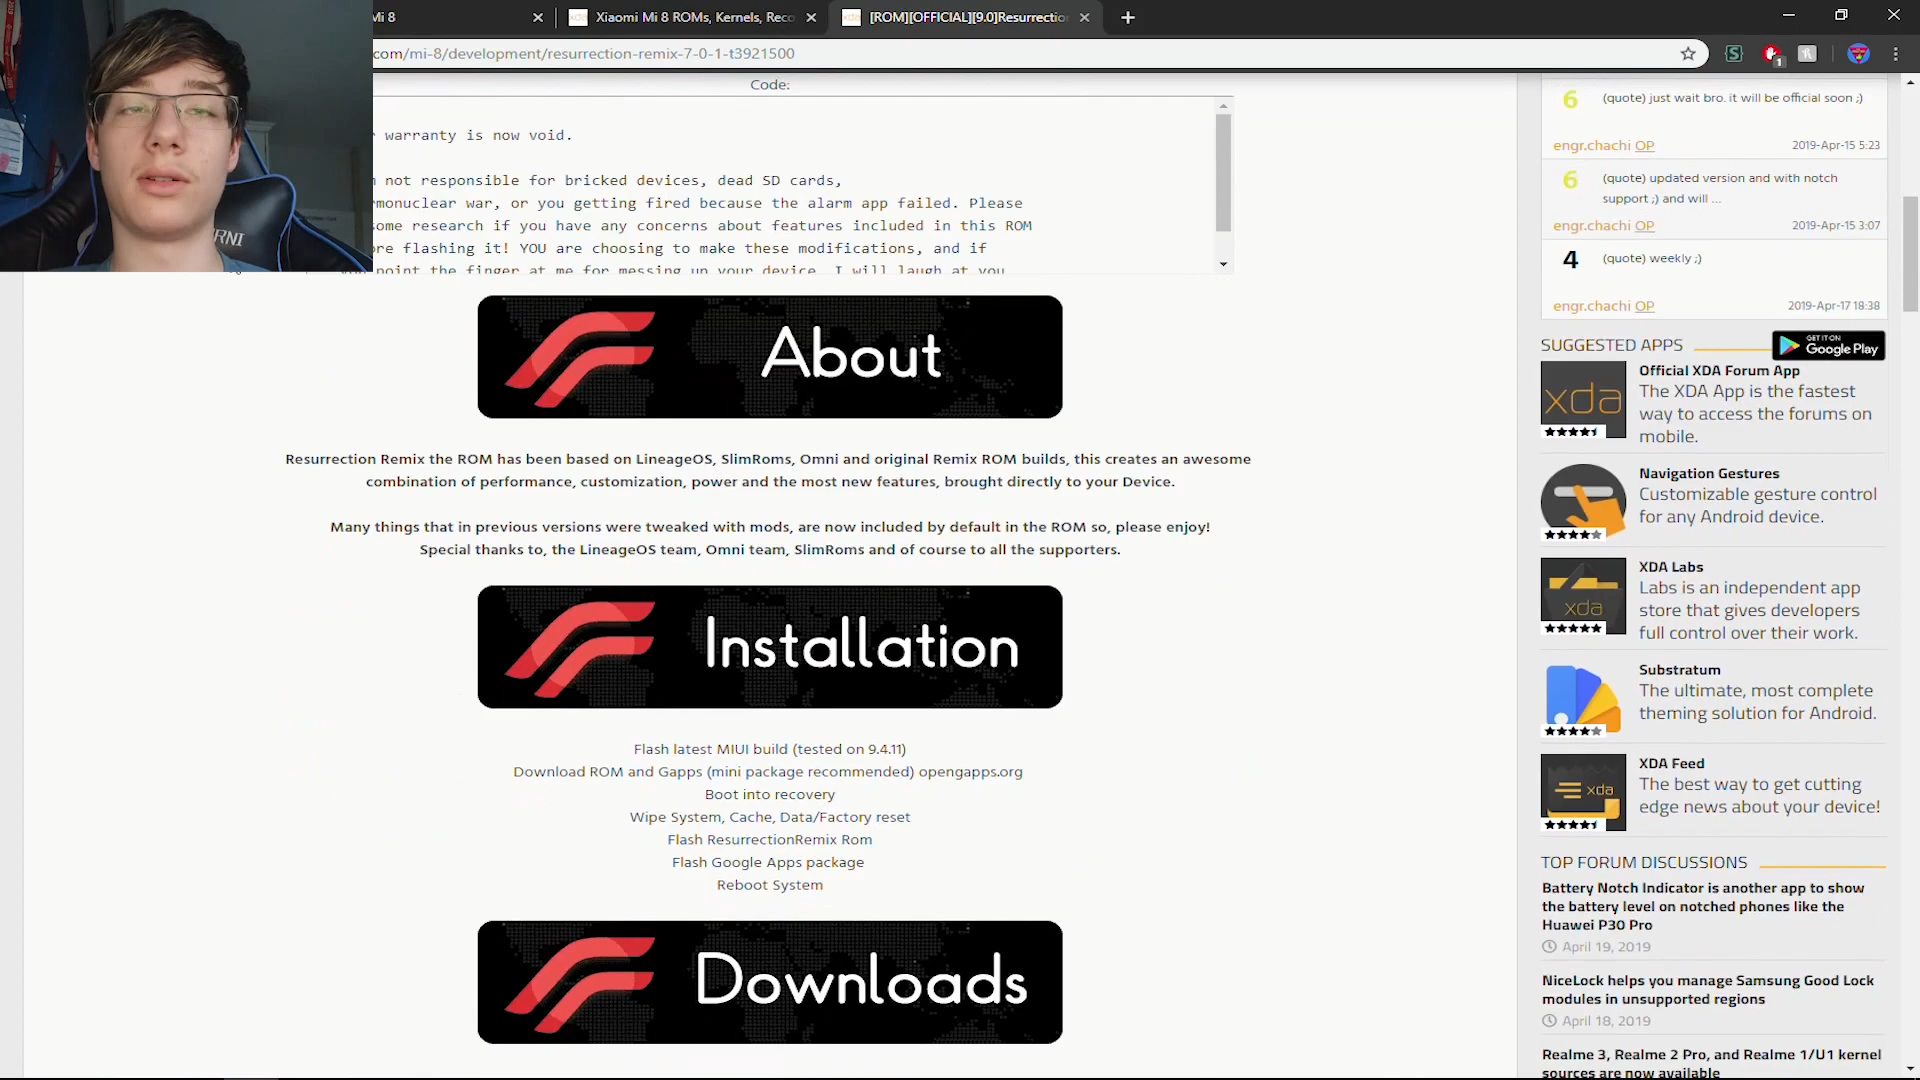 Mi 8
Xiaomi Mi 8 ROMs, Kernels, Reco
[ROM][OFFICIAL][9.0]Resurrectio
com/mi-8/development/resurrection-remix-7-0-1-t3921500
1
Code:
warranty is now void.
not responsible for bricked devices, dead SD cards,
rmonuclear war, or you getting fired because the alarm app failed. Please
some research if you have any concerns about features included in this ROM
re flashing it! YOU are choosing to make these modifications, and if
point the finger at me for messing up your device, I will laugh at you
About
Resurrection Remix the ROM has been based on LineageOS, SlimRoms, Omni and original Remix ROM builds, this creates an awesome
combination of performance, customization, power and the most new features, brought directly to your Device.
Many things that in previous versions were tweaked with mods, are now included by default in the ROM so, please enjoy!
Special thanks to, the LineageOS team, Omni team, SlimRoms and of course to all the supporters.
Installation
Flash latest MIUI build (tested on 9.4.11)
Download ROM and Gapps (mini package recommended) opengapps.org
Boot into recovery
Wipe System, Cache, Data/Factory reset
Flash ResurrectionRemix Rom
Flash Google Apps package
Reboot System
Downloads
6 (quote) just wait bro. it will be official soon ;)
engr.chachi OP 2019-Apr-15 5:23
6 (quote) updated version and with notch
support ;) and will ...
engr.chachi OP 2019-Apr-15 3:07
4 (quote) weekly ;)
engr.chachi OP 2019-Apr-17 18:38
SUGGESTED APPS
GET IT ON
Google Play
xda
Official XDA Forum App
The XDA App is the fastest
way to access the forums on
mobile.
Navigation Gestures
Customizable gesture control
for any Android device.
xda
XDA Labs
Labs is an independent app
store that gives developers
full control over their work.
Substratum
The ultimate, most complete
theming solution for Android.
xda
XDA Feed
The best way to get cutting
edge news about your device!
TOP FORUM DISCUSSIONS
Battery Notch Indicator is another app to show
the battery level on notched phones like the
Huawei P30 Pro
April 19, 2019
NiceLock helps you manage Samsung Good Lock
modules in unsupported regions
April 18, 2019
Realme 3, Realme 2 Pro, and Realme 1/U1 kernel
sources are now available